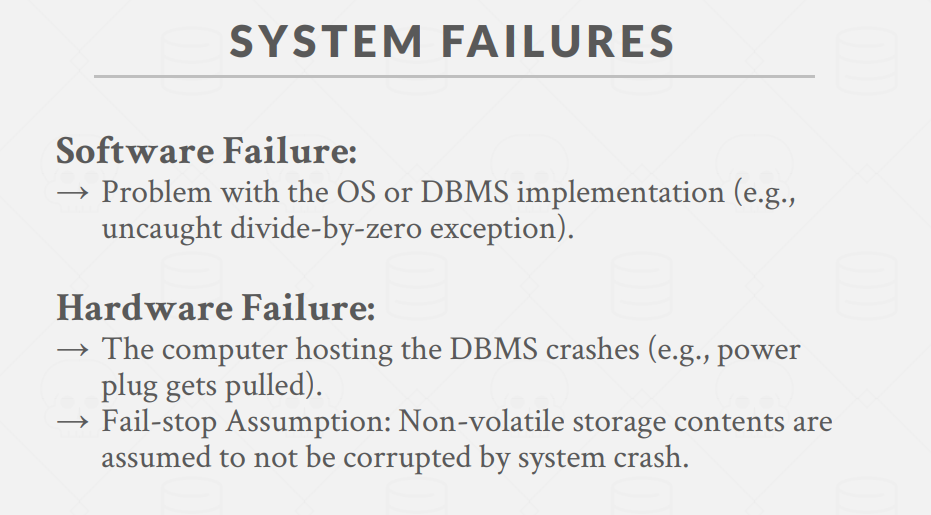 SYSTEM FAILURES
Software Failure:
→ Problem with the OS or DBMS implementation (e.g.,
uncaught divide-by-zero exception).
Hardware Failure:
→ The computer hosting the DBMS crashes (e.g., power
plug gets pulled).
→ Fail-stop Assumption: Non-volatile storage contents are
assumed to not be corrupted by system crash.